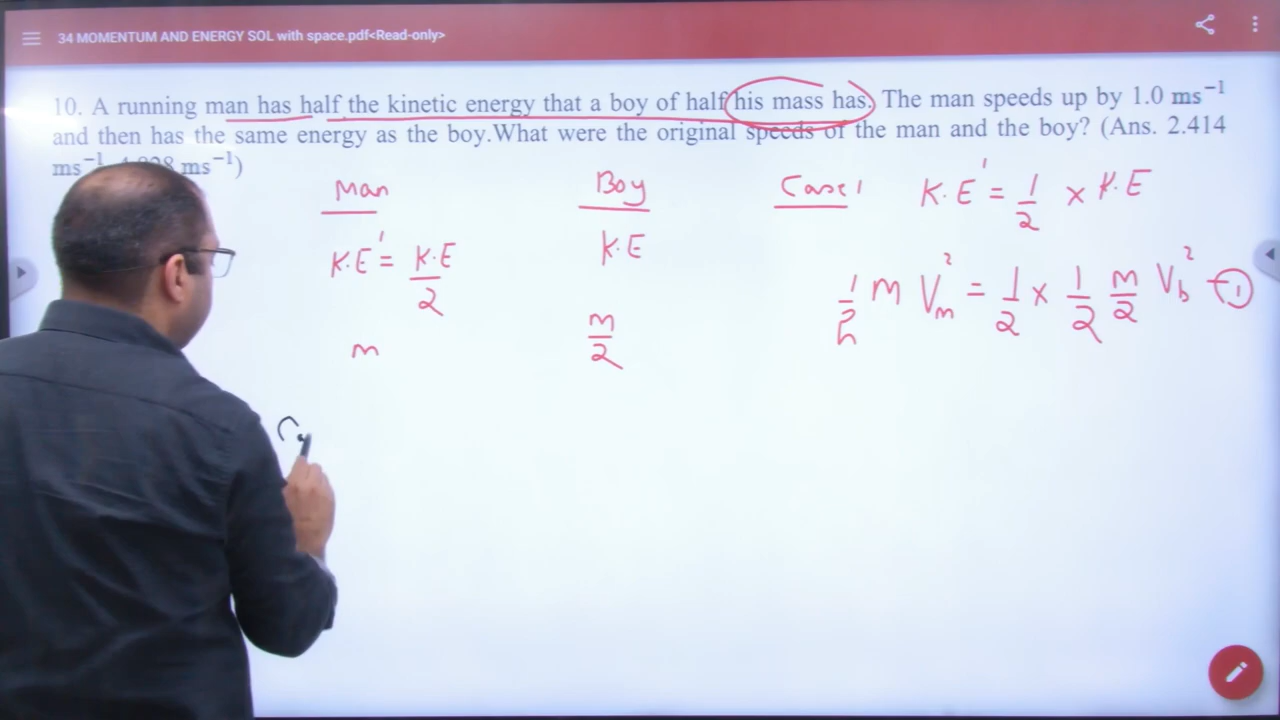 34 MOMENTUM AND ENERGY SOL with space.pdf<Read-only>
10. A running man has half the kinetic energy that a boy of half his mass has. The man speeds up by 1.0 ms⁻¹
and then has the same energy as the boy.What were the original speeds of the man and the boy? (Ans. 2.414
ms⁻¹ ms⁻¹)
Man Boy Case 1 K.E' = 1/2 × K.E
K.E' = K.E/2 K.E
1/2 m Vm² = 1/2 × 1/2 m/2 Vb² -①
m m/2